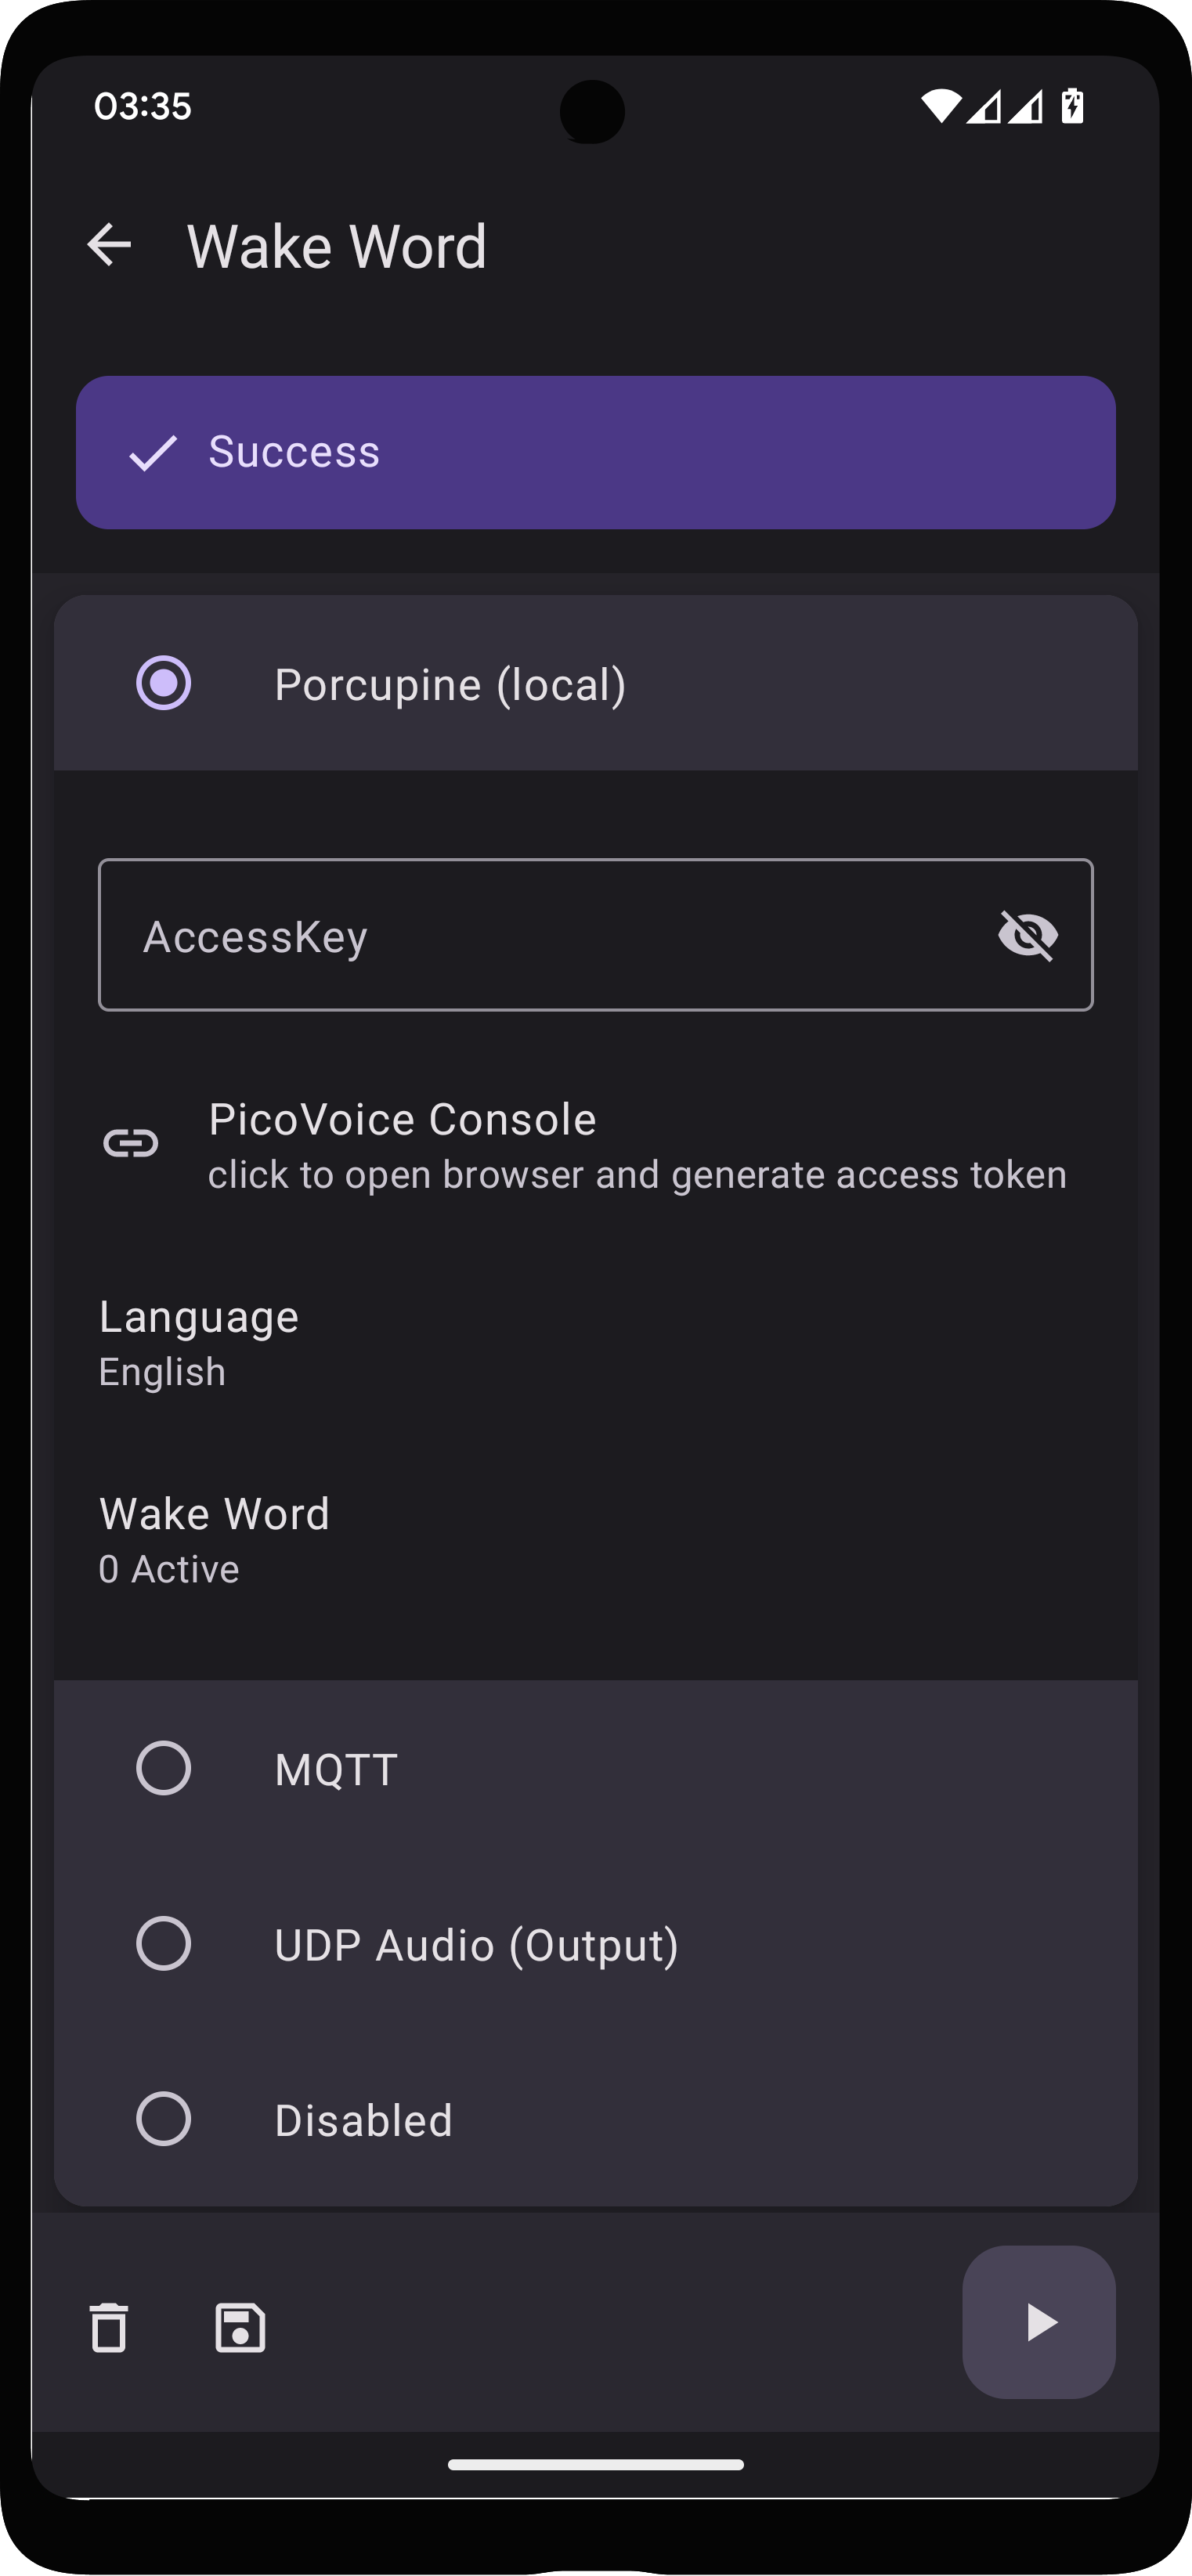 03:35
Wake Word
Success
Porcupine (local)
AccessKey
PicoVoice Console
click to open browser and generate access token
Language
English
Wake Word
0 Active
MQTT
UDP Audio (Output)
Disabled